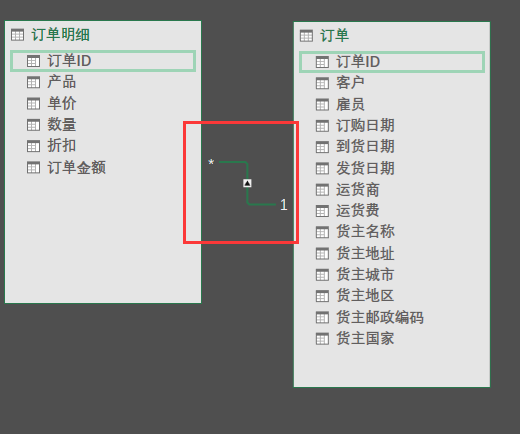 订单明细
订单ID
产品
单价
数量
折扣
订单金额
*
1
订单
订单ID
客户
雇员
订购日期
到货日期
发货日期
运货商
运货费
货主名称
货主地址
货主城市
货主地区
货主邮政编码
货主国家